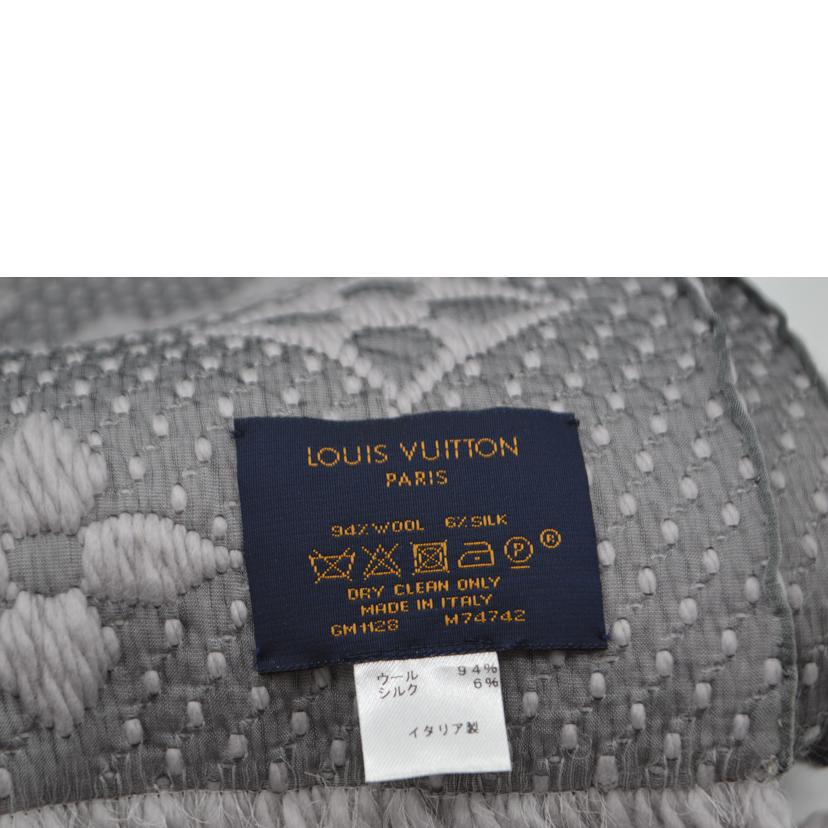 LOUIS VUITTON
PARIS
94% WOOL 6% SILK
P ®
DRY CLEAN ONLY
MADE IN ITALY
GM1128 M74742
ウール 94%
シルク 6%
イタリア製